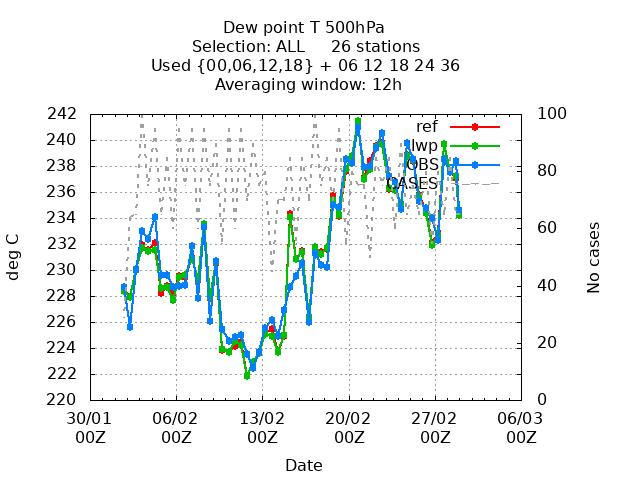 Dew point T 500hPa
Selection: ALL 26 stations
Used {00,06,12,18} + 06 12 18 24 36
Averaging window: 12h
242 100
ref
240
lwp
238 OBS 80
236 CASES
234
232 60
230
228 40
226
224 20
222
220 0
30/01 06/02 13/02 20/02 27/02 06/03
00Z 00Z 00Z 00Z 00Z 00Z
deg C
No cases
Date